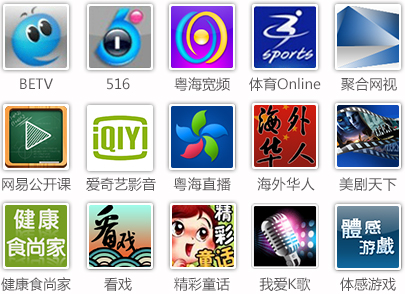 sports
BETV
516
粤海宽频
体育Online
聚合网视
iQIYI
海外
华人
网易公开课
爱奇艺影音
粤海直播
海外华人
美剧天下
健康
食尚家
看
戏
精彩
童话
體感
游戲
健康食尚家
看戏
精彩童话
我爱K歌
体感游戏